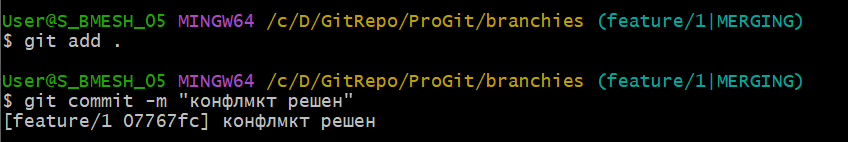 User@S_BMESH_05 MINGW64 /c/D/GitRepo/ProGit/branchies (feature/1|MERGING)
$ git add .
User@S_BMESH_05 MINGW64 /c/D/GitRepo/ProGit/branchies (feature/1|MERGING)
$ git commit -m "конфлмкт решен"
[feature/1 07767fc] конфлмкт решен